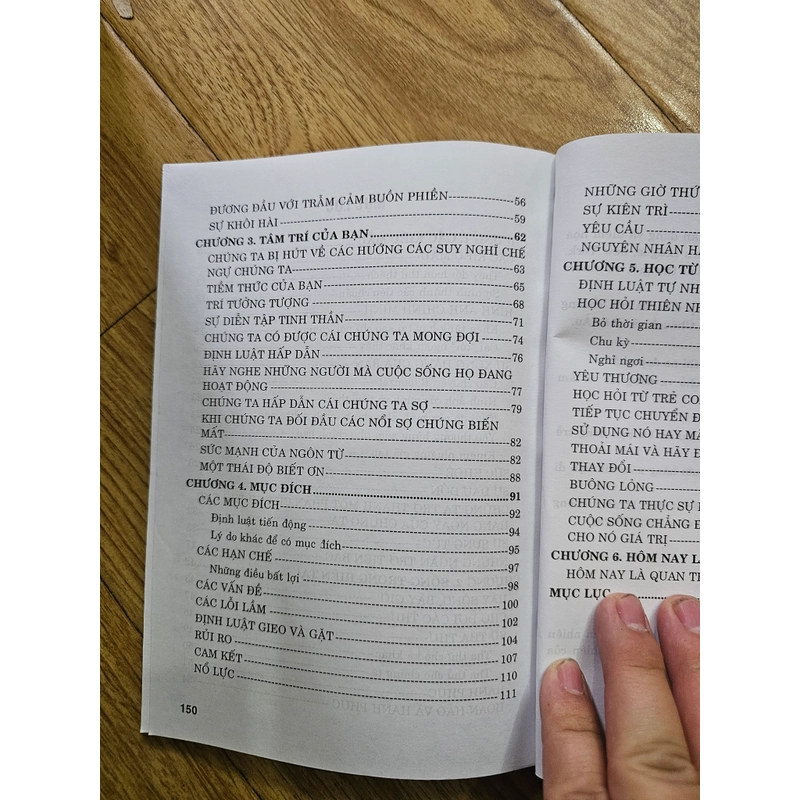 ĐƯƠNG ĐẦU VỚI TRẦM CẢM BUỒN PHIỀN 56
SỰ KHÔI HÀI 59
CHƯƠNG 3. TÂM TRÍ CỦA BẠN 62
CHÚNG TA BỊ HÚT VỀ CÁC HƯỚNG CÁC SUY NGHĨ CHẾ
NGỰ CHÚNG TA 63
TIỀM THỨC CỦA BẠN 65
TRÍ TƯỞNG TƯỢNG 68
SỰ DIỄN TẬP TINH THẦN 71
CHÚNG TA CÓ ĐƯỢC CÁI CHÚNG TA MONG ĐỢI 74
ĐỊNH LUẬT HẤP DẪN 76
HÃY NGHE NHỮNG NGƯỜI MÀ CUỘC SỐNG HỌ ĐANG
HOẠT ĐỘNG 77
CHÚNG TA HẤP DẪN CÁI CHÚNG TA SỢ 79
KHI CHÚNG TA ĐỐI ĐẦU CÁC NỔI SỢ CHÚNG BIẾN
MẤT 82
SỨC MẠNH CỦA NGÔN TỪ 82
MỘT THÁI ĐỘ BIẾT ƠN 88
CHƯƠNG 4. MỤC ĐÍCH 91
CÁC MỤC ĐÍCH 92
Định luật tiến động 94
Lý do khác để có mục đích 95
CÁC HẠN CHẾ 97
Những điều bất lợi 98
CÁC VẤN ĐỀ 100
CÁC LỖI LẦM 102
ĐỊNH LUẬT GIEO VÀ GẶT 104
RỦI RO 107
CAM KẾT 110
NỔ LỰC 111
150
NHỮNG GIỜ THỨ
SỰ KIÊN TRÌ
YÊU CẦU
NGUYÊN NHÂN
CHƯƠNG 5. HỌC TỪ
ĐỊNH LUẬT TỰ
HỌC HỎI THIÊN
Bỏ thời gian
Chu kỳ
Nghỉ ngơi
YÊU THƯƠNG
HỌC HỎI TỪ TRẺ
TIẾP TỤC CHUYỂN
SỬ DỤNG NÓ HAY
THOẢI MÁI VÀ HÃY
THAY ĐỔI
BUÔNG LỎNG
CHÚNG TA THỰC SỰ
CUỘC SỐNG CHẲNG
CHO NÓ GIÁ TRỊ
CHƯƠNG 6. HÔM NAY
HÔM NAY LÀ QUAN
MỤC LỤC